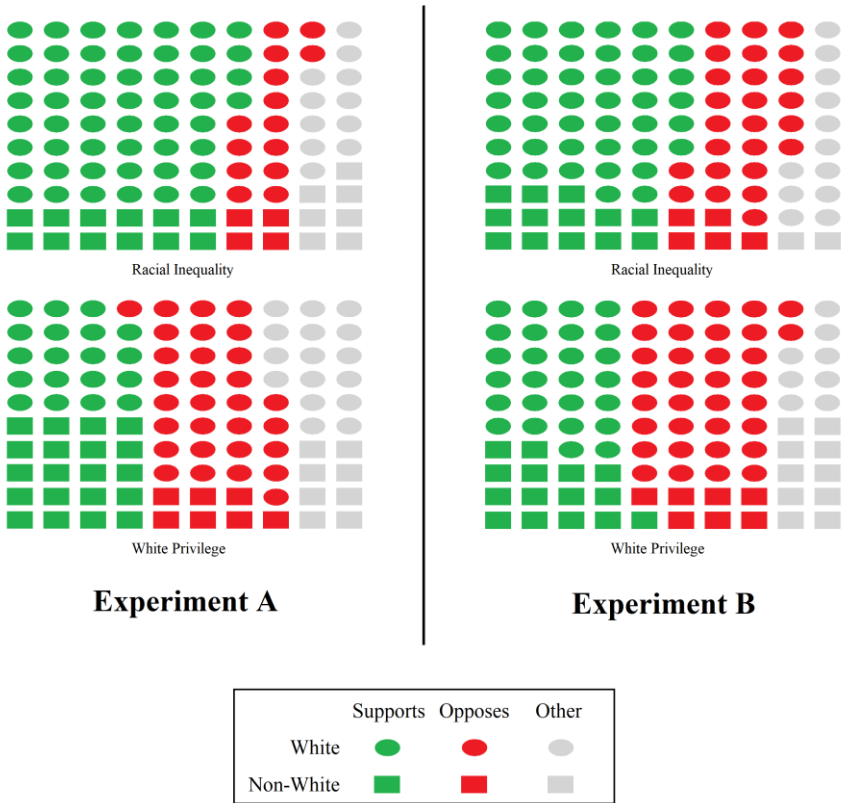 Racial Inequality
Racial Inequality
White Privilege
White Privilege
Experiment A
Experiment B
Supports Opposes Other
White
Non-White